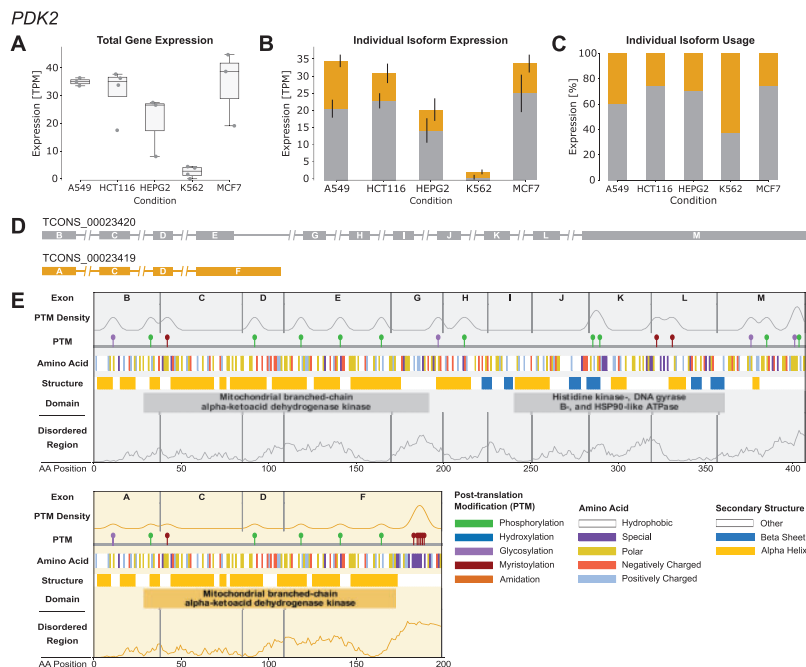 PDK2
A
Total Gene Expression
Expression [TPM]
40
30
20
10
0
A549 HCT116 HEPG2 K562 MCF7
Condition
B
Individual Isoform Expression
Expression [TPM]
35
30
25
20
15
10
5
0
A549 HCT116 HEPG2 K562 MCF7
Condition
C
Individual Isoform Usage
Expression [%]
100
80
60
40
20
0
A549 HCT116 HEPG2 K562 MCF7
Condition
D
TCONS_00023420
B C D E G H I J K L M
TCONS_00023419
A C D F
E
Exon B C D E G H I J K L M
PTM Density
PTM
Amino Acid
Structure
Domain
Mitochondrial branched-chain
alpha-ketoacid dehydrogenase kinase
Histidine kinase-, DNA gyrase
B-, and HSP90-like ATPase
Disordered
Region
AA Position 0 50 100 150 200 250 300 350 400
Exon A C D F
PTM Density
PTM
Amino Acid
Structure
Domain
Mitochondrial branched-chain
alpha-ketoacid dehydrogenase kinase
Disordered
Region
AA Position 0 50 100 150 200
Post-translational
Modification (PTM)
Phosphorylation
Hydroxylation
Glycosylation
Myristoylation
Amidation
Amino Acid
Hydrophobic
Special
Polar
Negatively Charged
Positively Charged
Secondary Structure
Other
Beta Sheet
Alpha Helix